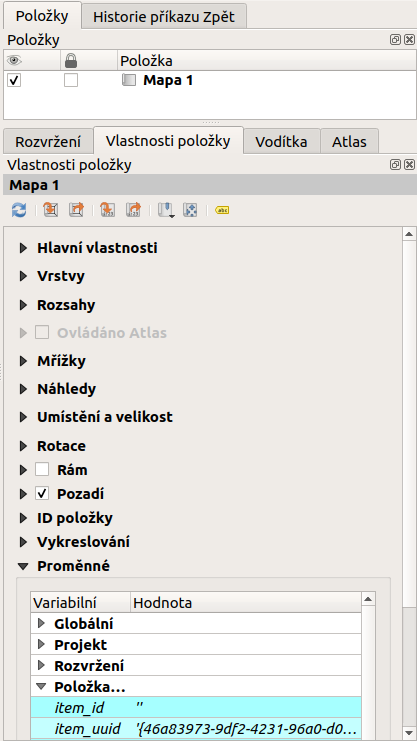 Položky Historie příkazu Zpět
Položky
Položka
Mapa 1
Rozvržení Vlastnosti položky Vodítka Atlas
Vlastnosti položky
Mapa 1
abc
Hlavní vlastnosti
Vrstvy
Rozsahy
Ovládáno Atlas
Mřížky
Náhledy
Umístění a velikost
Rotace
Rám
Pozadí
ID položky
Vykreslování
Proměnné
Variabilní Hodnota
Globální
Projekt
Rozvržení
Položka...
item_id ''
item_uuid '{46a83973-9df2-4231-96a0-d0...